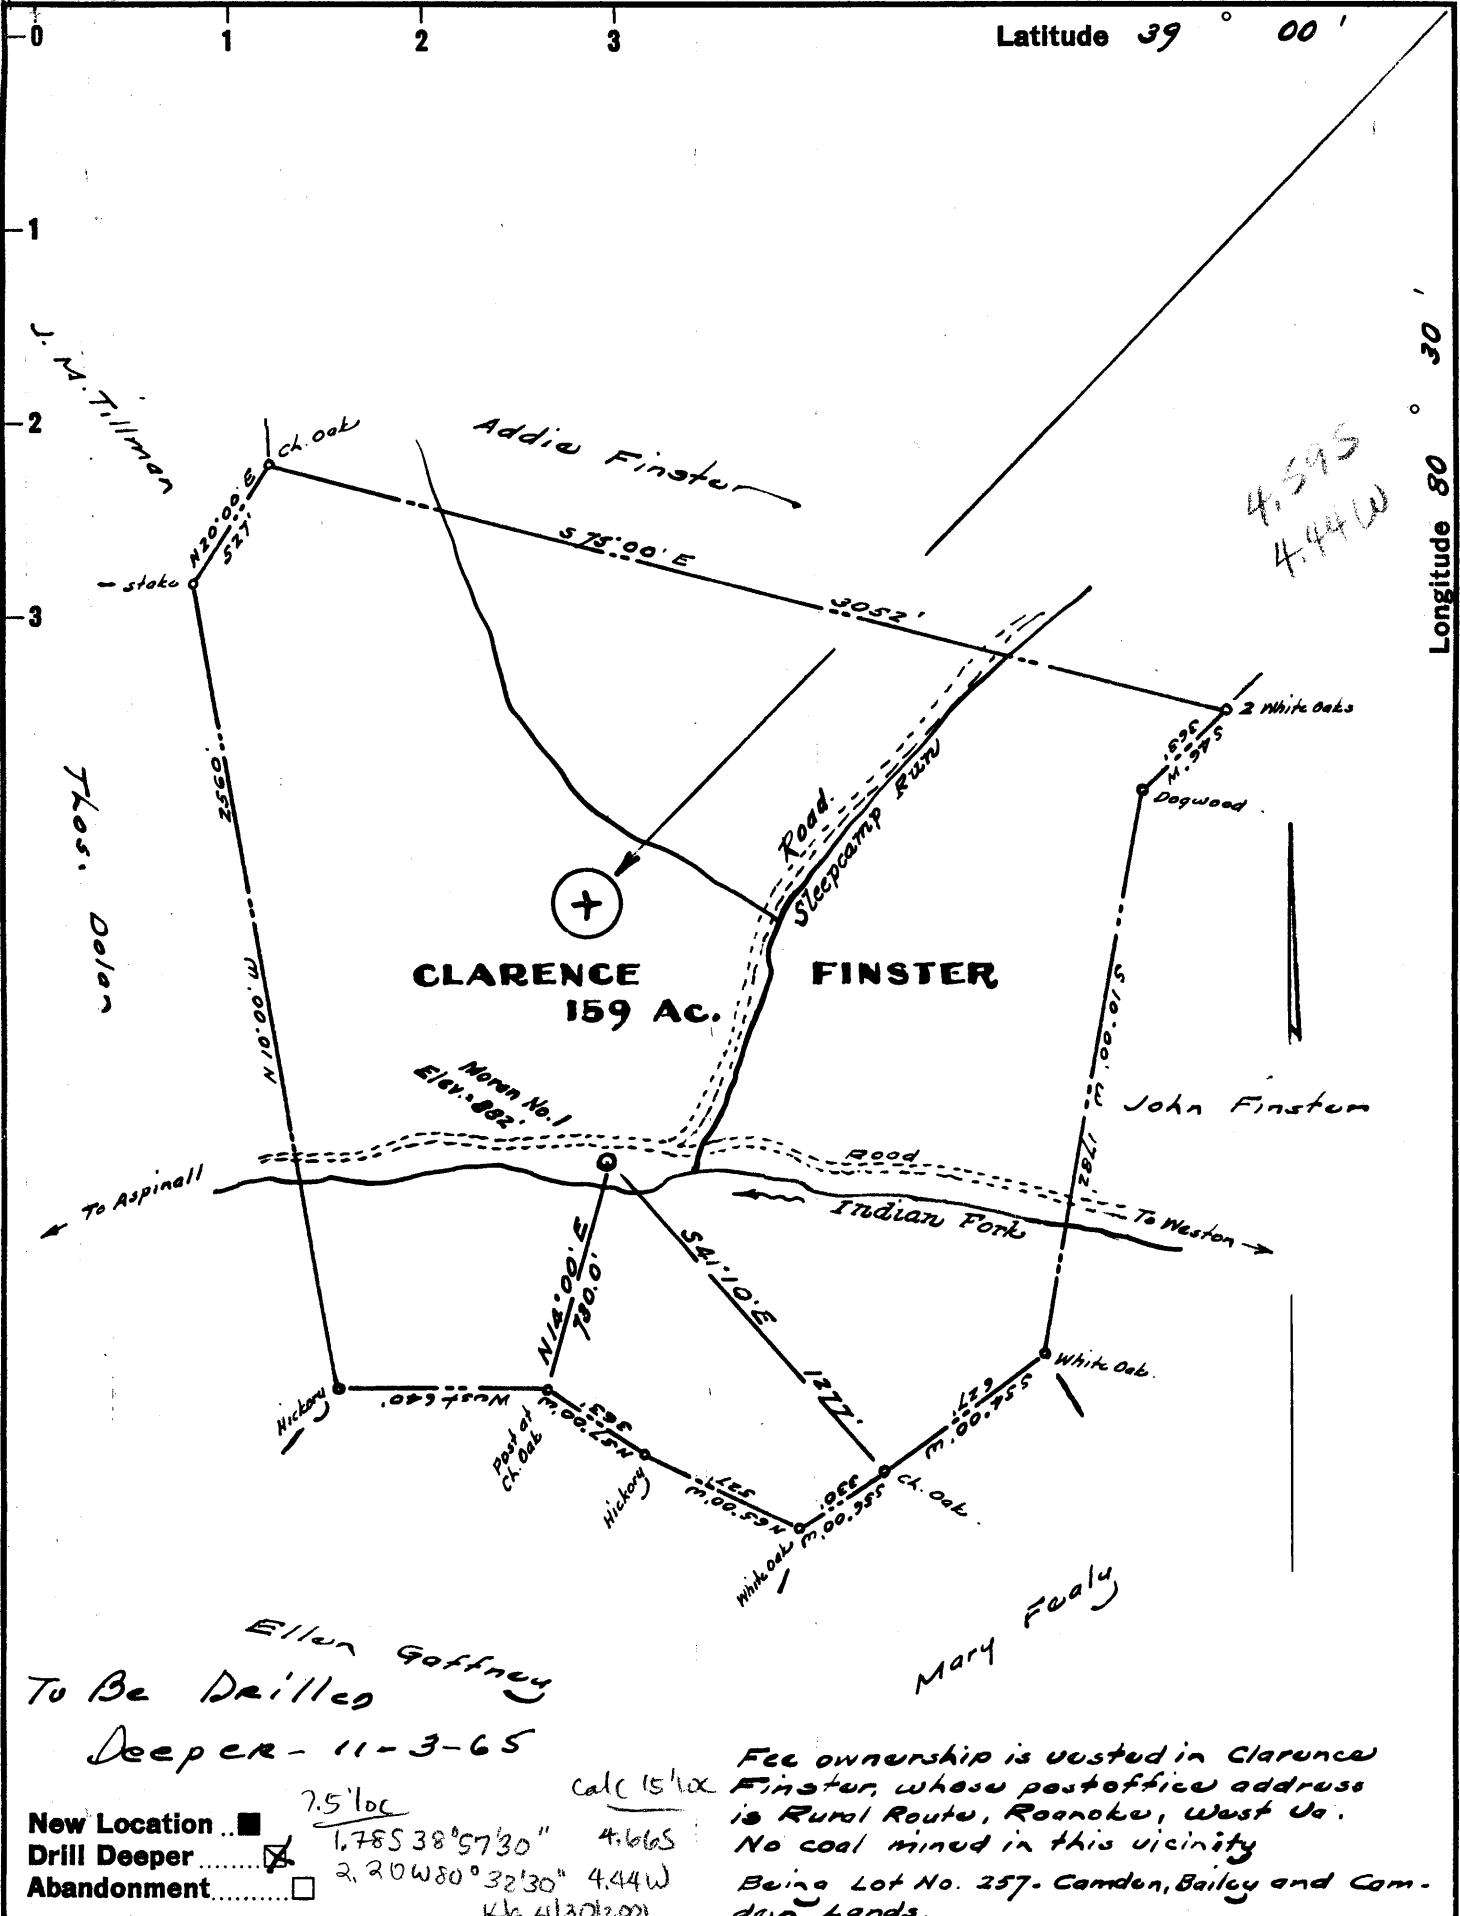 0 1 2 3 Latitude 39 ° 00 '
1
2
3
Longitude 80 ° 30 '
4.59S
4.44W
J. M. Tillman
Ch. Oak
Addie Finster
N20°00'E
527'
stake
S 75°00' E
3052'
2 White Oaks
S46°W
363'
Dogwood
Thos. Dolan
2560'
N 10°00'W
Road
Sleepcamp Run
CLARENCE FINSTER
159 Ac.
S 10°00' W
1782'
John Finster
Moran No. 1
Elev. = 882'
Road
To Aspinall
Indian Fork
To Weston
N14°00'E
780.0'
S41°10'E
1277'
Hickory
West 640'
Post at
Ch. Oak
N57°00'W
363'
Hickory
N65°00'W
527'
White Oak
330'
S56°00'W
Ch. Oak
627'
S54°00'W
White Oak
Ellen Gaffney
Mary Fealy
To Be Drilled
Deeper - 11-3-65
Fee ownership is vested in Clarence
Finster, whose postoffice address
is Rural Route, Roanoke, West Va.
No coal mined in this vicinity
Being Lot No. 257. Camden, Bailey and Cam-
den Lands.
7.5' loc
calc 15' loc
New Location .. ■
1.78S 38°57'30" 4.66S
Drill Deeper ........ ☒
2.20W 80°32'30" 4.44W
Abandonment .......... □